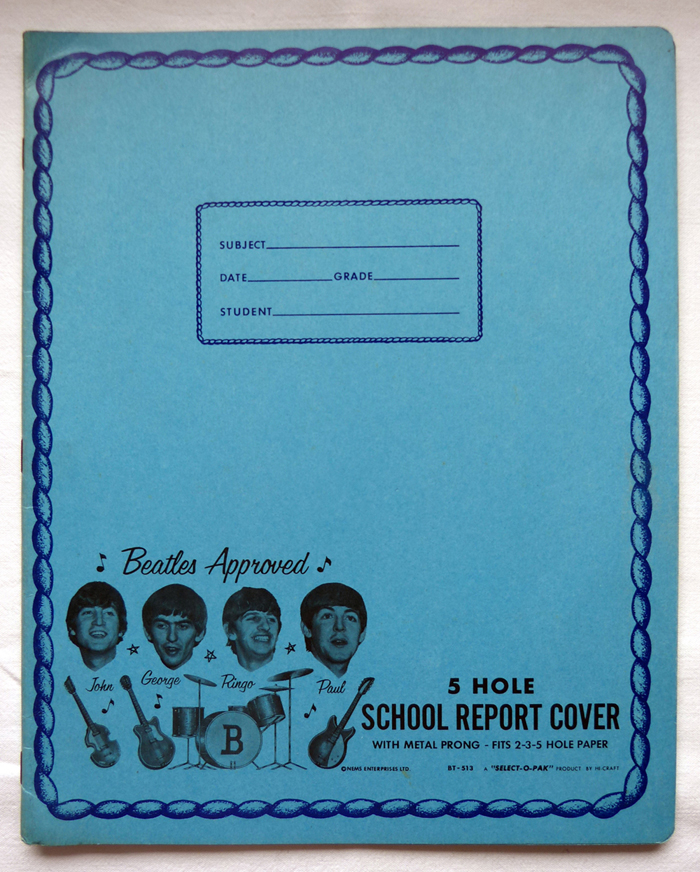 SUBJECT
DATE GRADE
STUDENT
Beatles Approved
John George Ringo Paul
B
5 HOLE
SCHOOL REPORT COVER
WITH METAL PRONG - FITS 2-3-5 HOLE PAPER
©NEMS ENTERPRISES LTD. BT-513 A "SELECT-O-PAK" PRODUCT BY HI-CRAFT